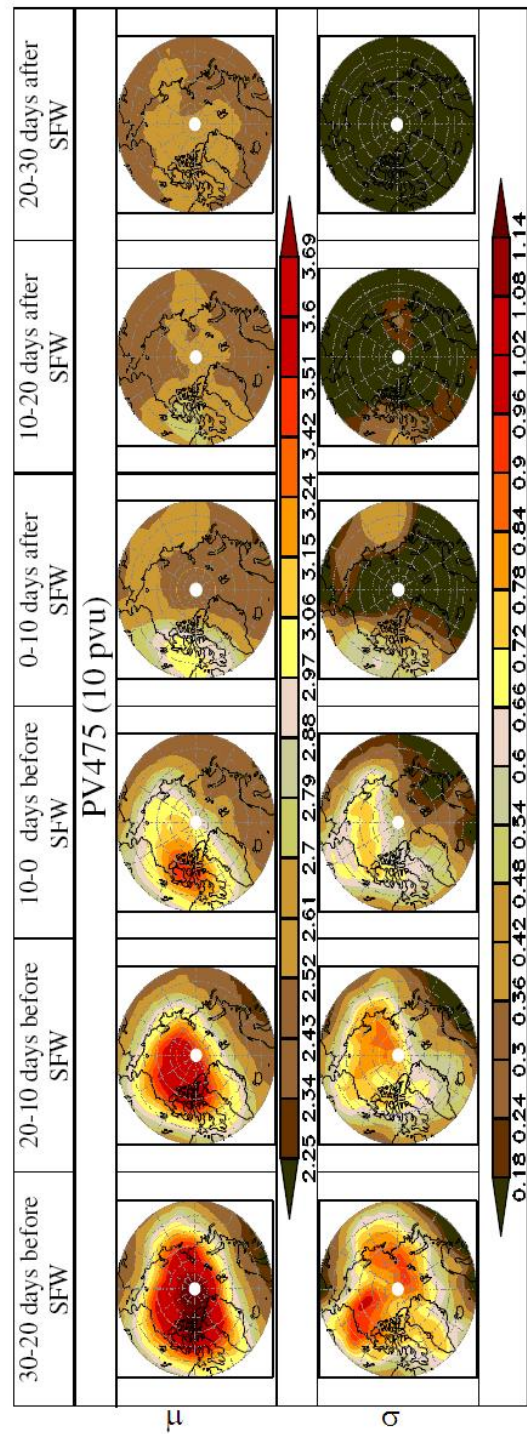 30-20 days before
SFW
20-10 days before
SFW
10-0 days before
SFW
0-10 days after
SFW
10-20 days after
SFW
20-30 days after
SFW
PV475 (10 pvu)
μ
2.25 2.34 2.43 2.52 2.61 2.7 2.79 2.88 2.97 3.06 3.15 3.24 3.42 3.51 3.6 3.69
σ
0.18 0.24 0.3 0.36 0.42 0.48 0.54 0.6 0.66 0.72 0.78 0.84 0.9 0.96 1.02 1.08 1.14